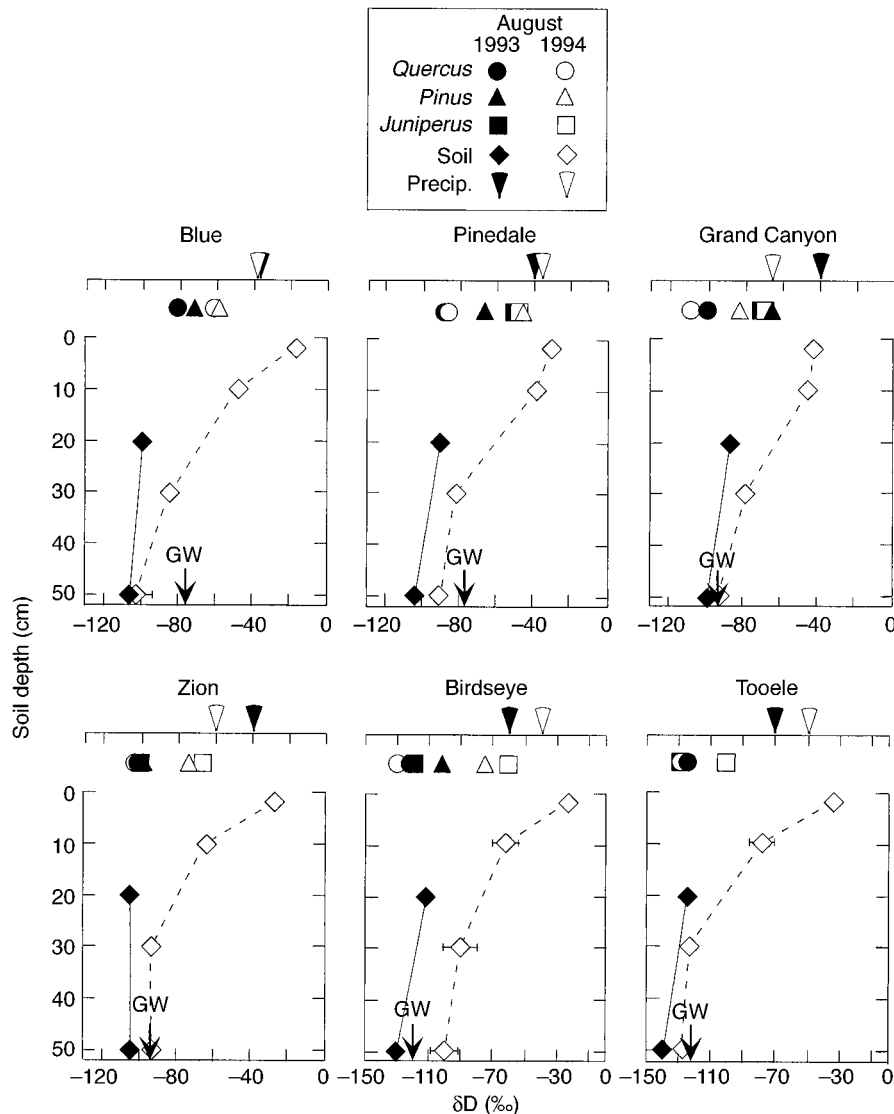 August
1993 1994
Quercus
Pinus
Juniperus
Soil
Precip.
Blue Pinedale Grand Canyon
0
10
20
30
40
50
GW GW GW
−120 −80 −40 0 −120 −80 −40 0 −120 −80 −40 0
Soil depth (cm)
Zion Birdseye Tooele
0
10
20
30
40
50
GW GW GW
−120 −80 −40 0 −150 −110 −70 −30 −150 −110 −70 −30 0
δD (‰)